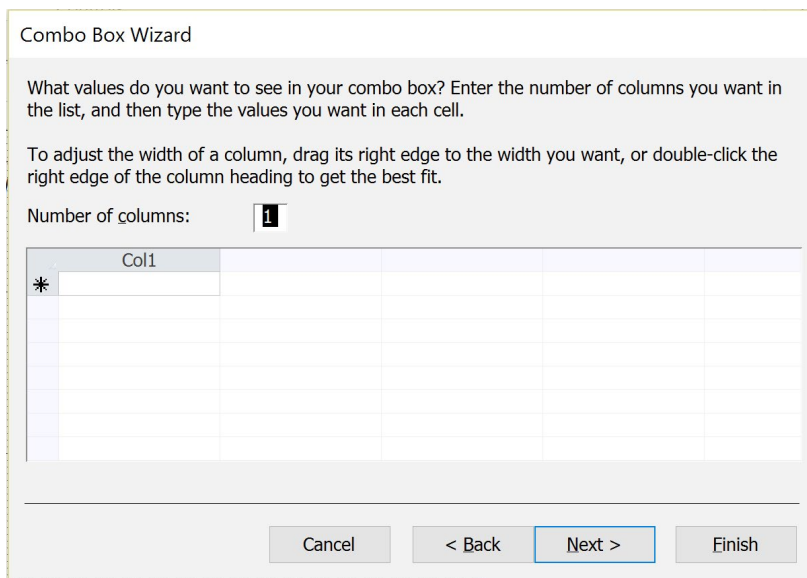 Combo Box Wizard
What values do you want to see in your combo box? Enter the number of columns you want in
the list, and then type the values you want in each cell.
To adjust the width of a column, drag its right edge to the width you want, or double-click the
right edge of the column heading to get the best fit.
Number of columns: 1
Col1
Cancel < Back Next > Finish